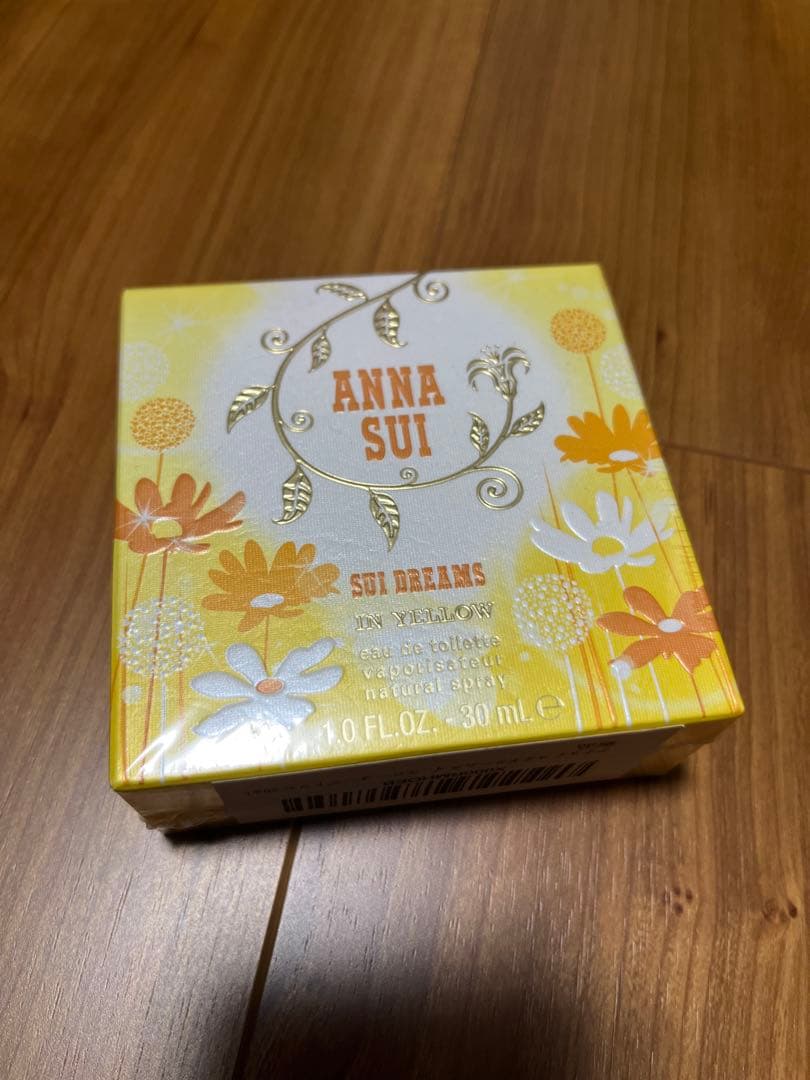 ANNA
SUI
SUI DREAMS
IN YELLOW
eau de toilette
vaporisateur
natural spray
1.0 FL.OZ. - 30 mL ℮